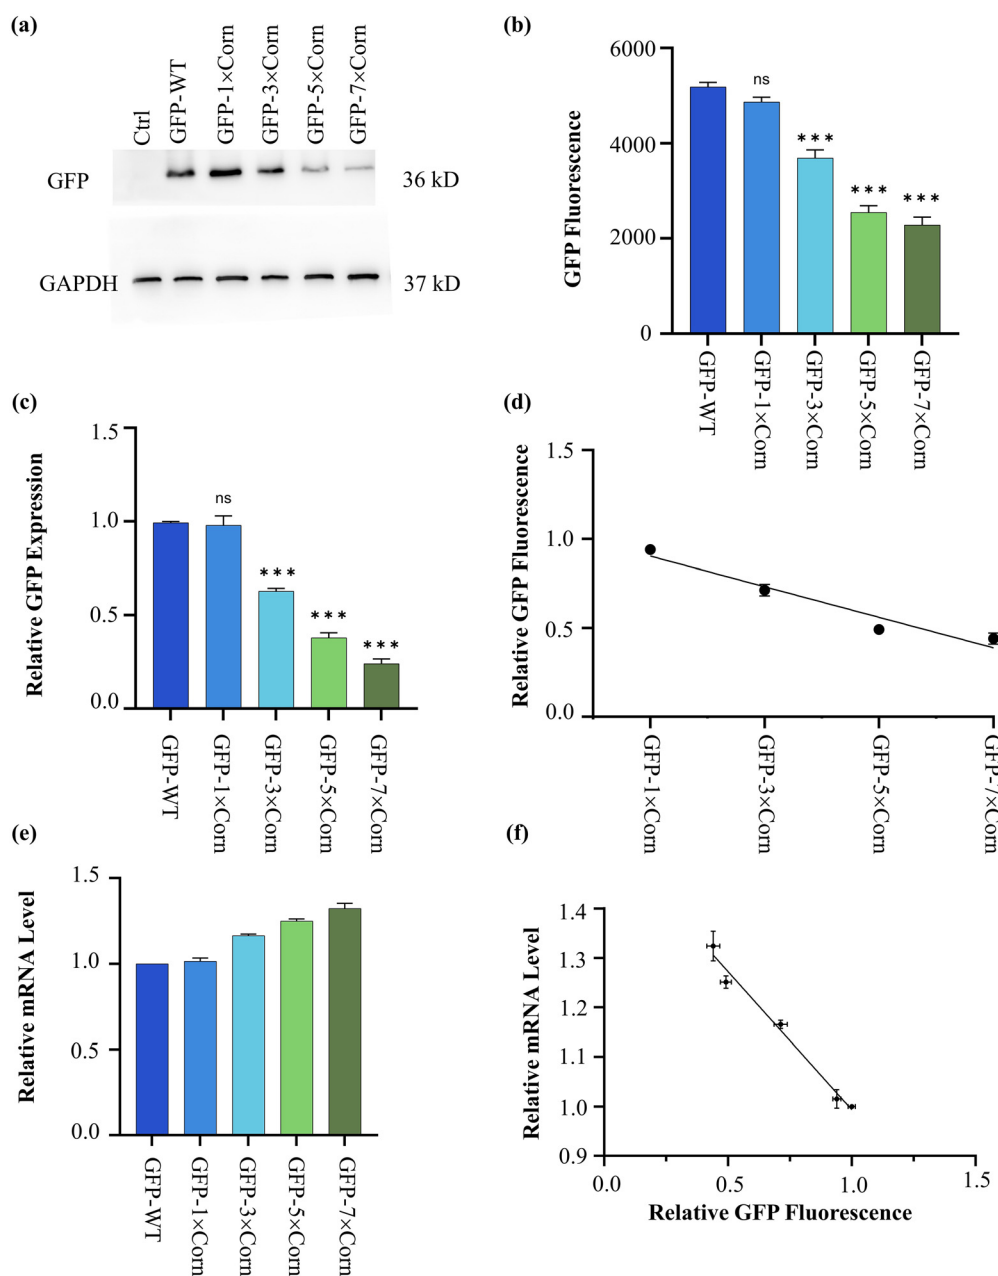 (a)
Ctrl
GFP-WT
GFP-1×Corn
GFP-3×Corn
GFP-5×Corn
GFP-7×Corn
GFP
36 kD
GAPDH
37 kD
(b)
GFP Fluorescence
6000
4000
2000
0
ns
***
***
***
GFP-WT
GFP-1×Corn
GFP-3×Corn
GFP-5×Corn
GFP-7×Corn
(c)
Relative GFP Expression
1.5
1.0
0.5
0.0
ns
***
***
***
GFP-WT
GFP-1×Corn
GFP-3×Corn
GFP-5×Corn
GFP-7×Corn
(d)
Relative GFP Fluorescence
1.5
1.0
0.5
0.0
GFP-1×Corn
GFP-3×Corn
GFP-5×Corn
GFP-7×Corn
(e)
Relative mRNA Level
1.5
1.0
0.5
0.0
GFP-WT
GFP-1×Corn
GFP-3×Corn
GFP-5×Corn
GFP-7×Corn
(f)
Relative mRNA Level
1.4
1.3
1.2
1.1
1.0
0.9
0.0
0.5
1.0
1.5
Relative GFP Fluorescence